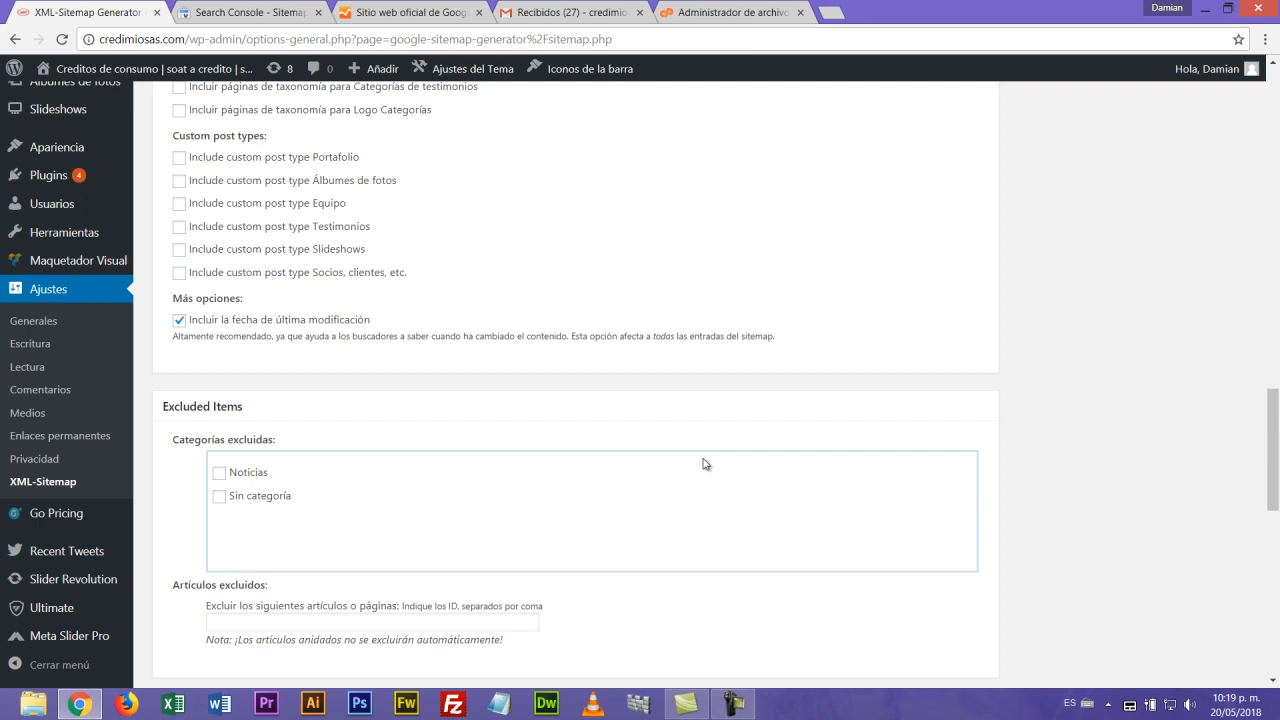 XML-Sitemap Generator
Search Console - Sitema
Sitio web oficial de Goog
Recibidos (27) - credimio
Administrador de archivo
Damian
credimiosas.com/wp-admin/options-general.php?page=google-sitemap-generator%2Fsitemap.php
Creditos de consumo | soat a credito | s...
8
0
Añadir
Ajustes del Tema
Iconos de la barra
Hola, Damian
Álbumes de fotos
Slideshows
Apariencia
Plugins 4
Usuarios
Herramientas
Maquetador Visual
Ajustes
Generales
Escritura
Lectura
Comentarios
Medios
Enlaces permanentes
Privacidad
XML-Sitemap
Go Pricing
Recent Tweets
Slider Revolution
Ultimate
Meta Slider Pro
Cerrar menú
Incluir páginas de taxonomía para Categorías de testimonios
Incluir páginas de taxonomía para Logo Categorías
Custom post types:
Include custom post type Portafolio
Include custom post type Álbumes de fotos
Include custom post type Equipo
Include custom post type Testimonios
Include custom post type Slideshows
Include custom post type Socios, clientes, etc.
Más opciones:
Incluir la fecha de última modificación
Altamente recomendado, ya que ayuda a los buscadores a saber cuando ha cambiado el contenido. Esta opción afecta a todas las entradas del sitemap.
Excluded Items
Categorías excluidas:
Noticias
Sin categoría
Artículos excluidos:
Excluir los siguientes artículos o páginas: Indique los ID, separados por coma
Nota: ¡Los artículos anidados no se excluirán automáticamente!
Pr
Ai
Ps
Fw
Fz
Dw
ES
10:19 p. m.
20/05/2018